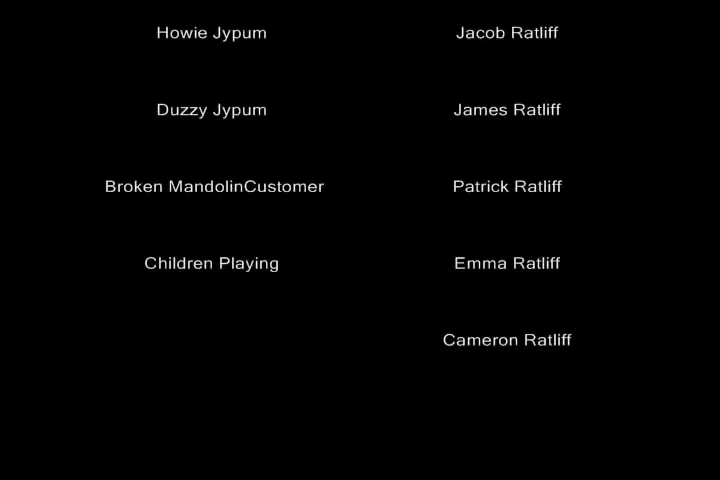 Howie Jypum Jacob Ratliff
Duzzy Jypum James Ratliff
Broken MandolinCustomer Patrick Ratliff
Children Playing Emma Ratliff
Cameron Ratliff